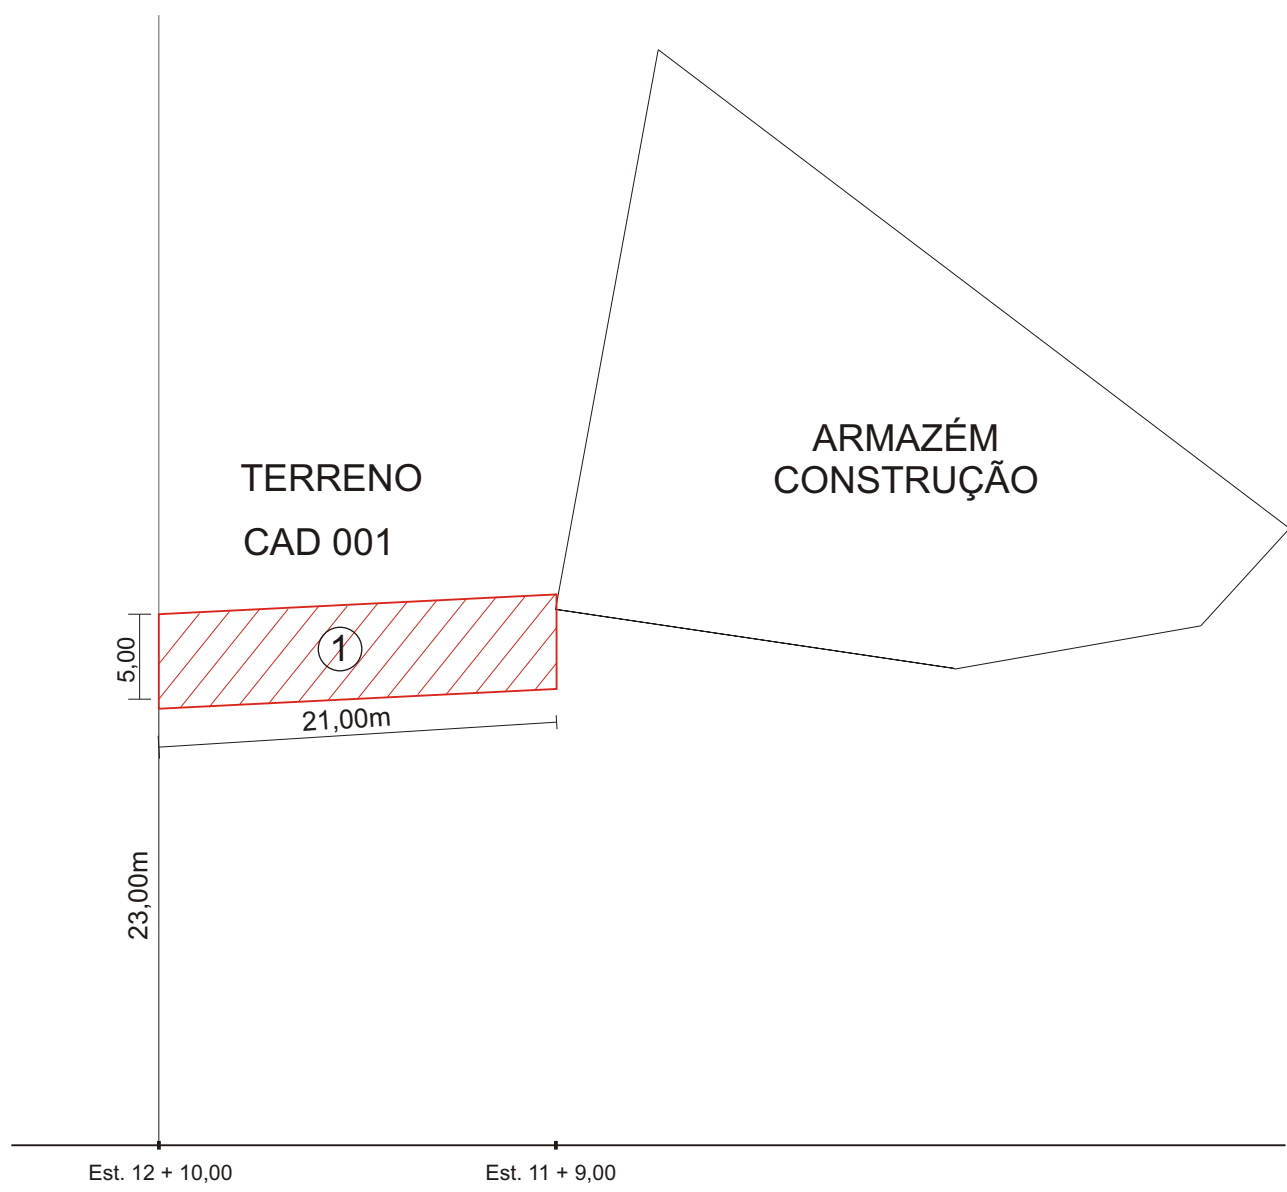 ARMAZÉM
CONSTRUÇÃO
TERRENO
CAD 001
1
5,00
21,00m
23,00m
Est. 12 + 10,00
Est. 11 + 9,00